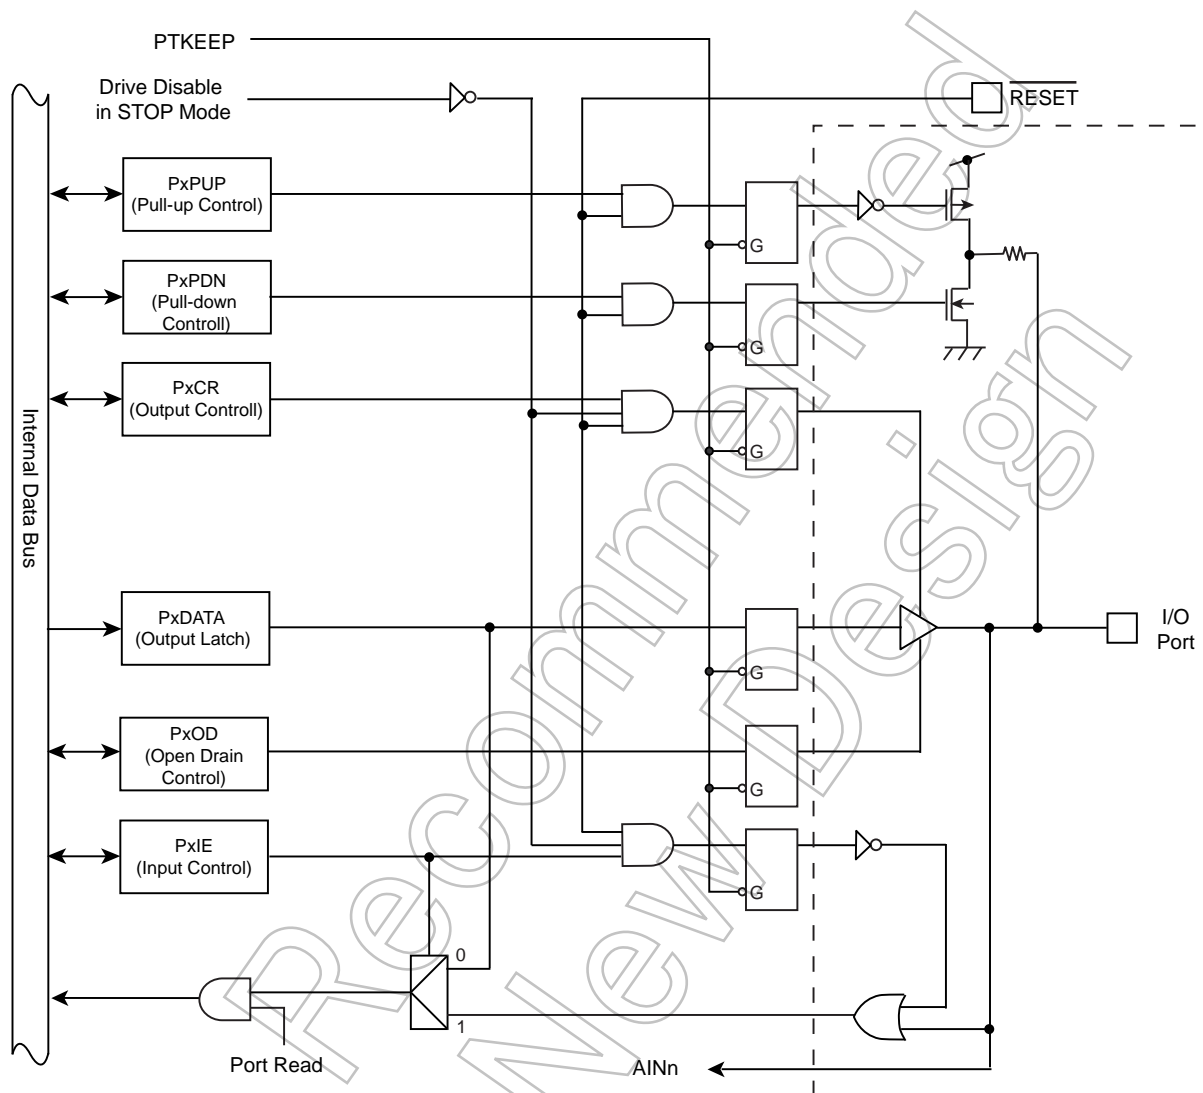 PTKEEP
Drive Disable
in STOP Mode
RESET
PxPUP
(Pull-up Control)
G
PxPDN
(Pull-down
Controll)
G
PxCR
(Output Controll)
G
Internal Data Bus
PxDATA
(Output Latch)
G
I/O
Port
PxOD
(Open Drain
Control)
G
PxIE
(Input Control)
G
0
1
Port Read
AINn
Recommended
New Design